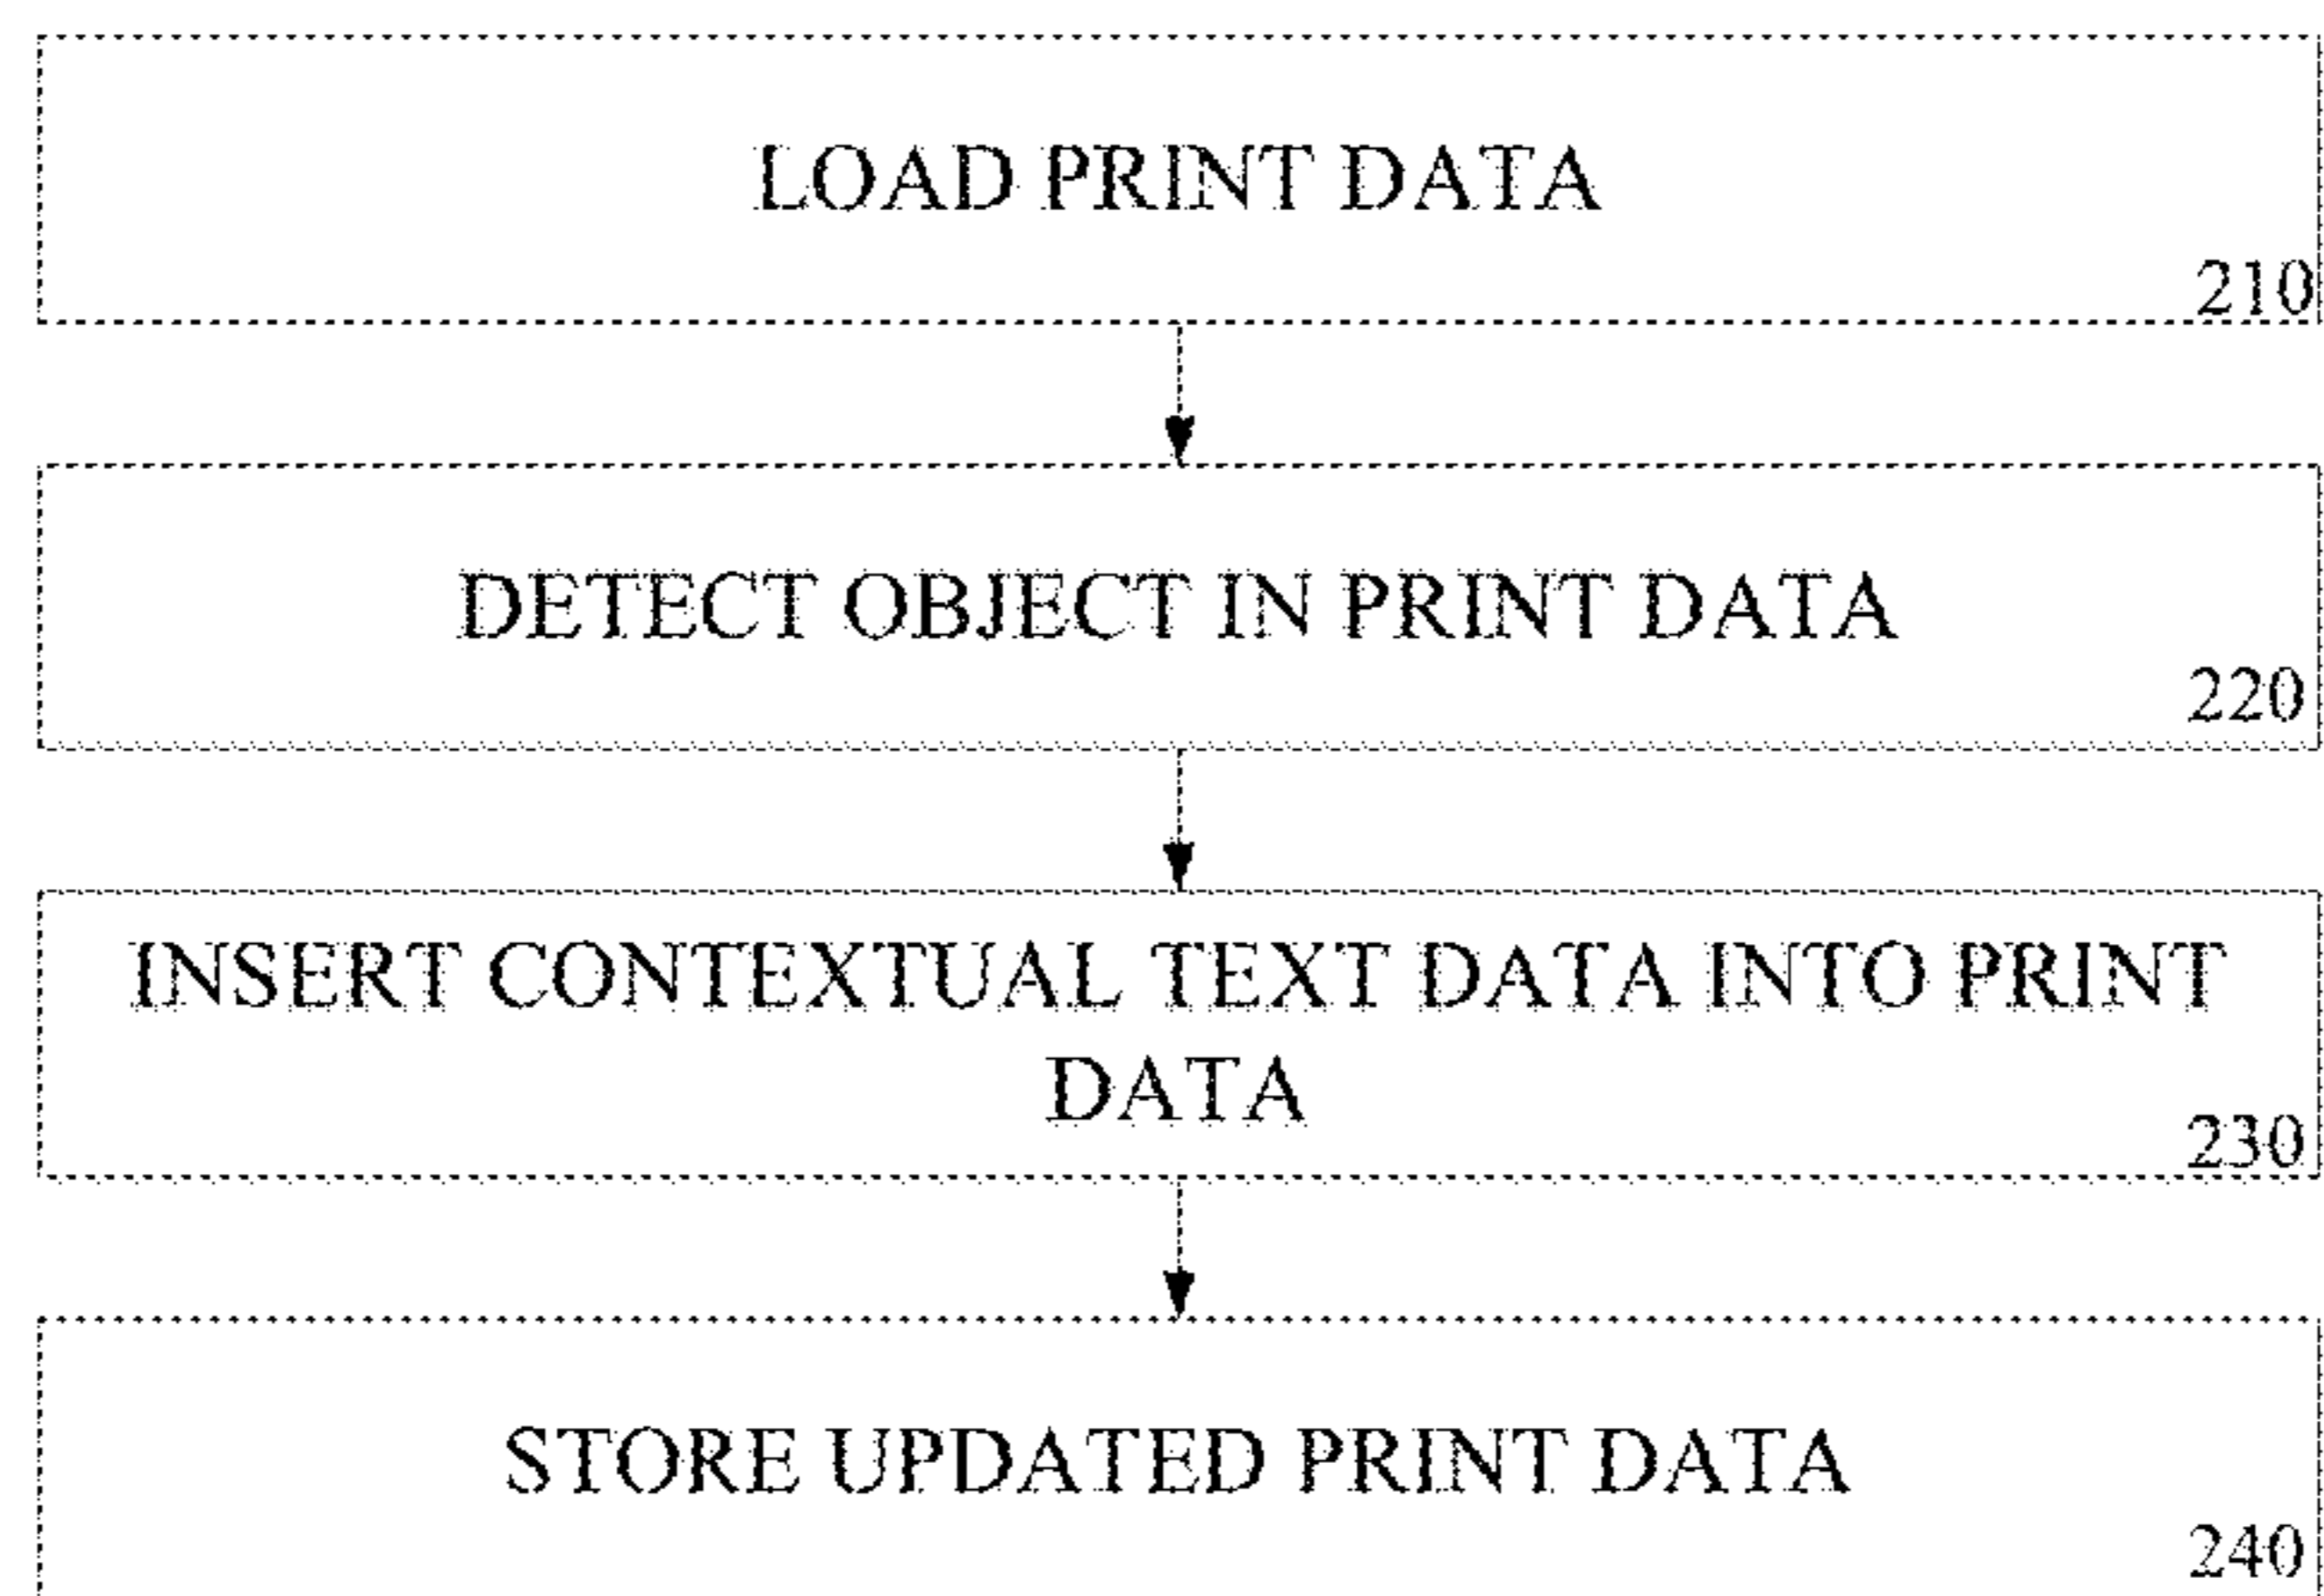 LOAD PRINT DATA
210
DETECT OBJECT IN PRINT DATA
220
INSERT CONTEXTUAL TEXT DATA INTO PRINT
DATA
230
STORE UPDATED PRINT DATA
240